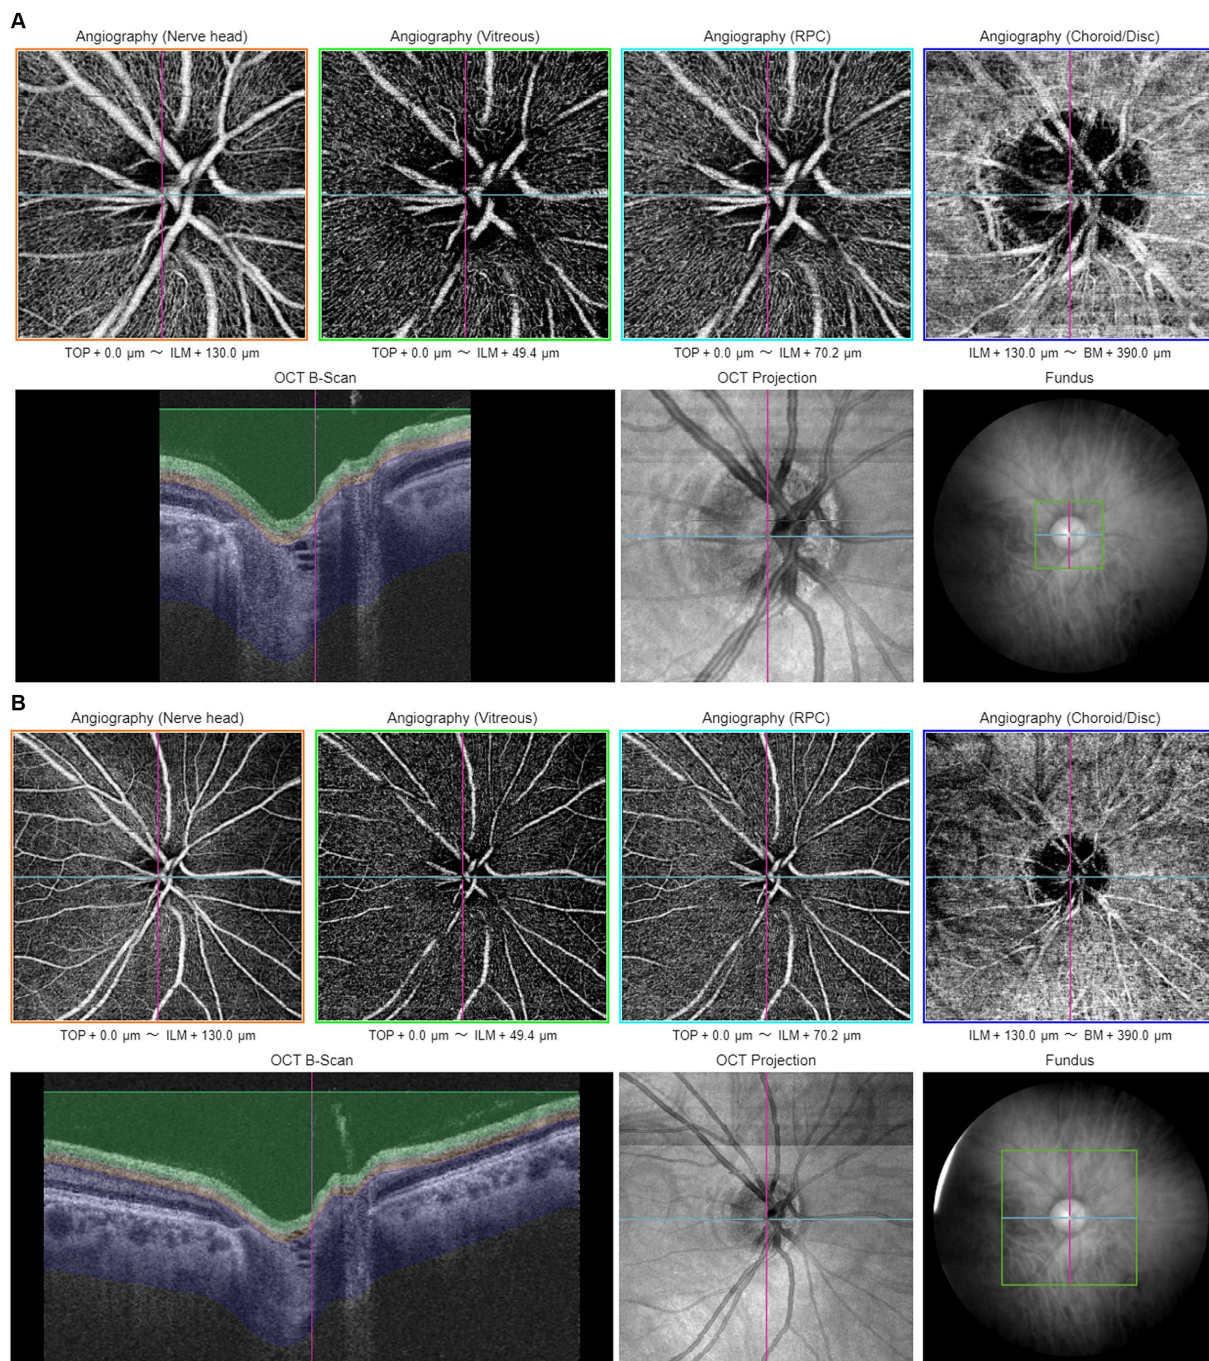 A
Angiography (Nerve head) Angiography (Vitreous) Angiography (RPC) Angiography (Choroid/Disc)
TOP + 0.0 µm ～ ILM + 130.0 µm TOP + 0.0 µm ～ ILM + 49.4 µm TOP + 0.0 µm ～ ILM + 70.2 µm ILM + 130.0 µm ～ BM + 390.0 µm
OCT B-Scan OCT Projection Fundus
B
Angiography (Nerve head) Angiography (Vitreous) Angiography (RPC) Angiography (Choroid/Disc)
TOP + 0.0 µm ～ ILM + 130.0 µm TOP + 0.0 µm ～ ILM + 49.4 µm TOP + 0.0 µm ～ ILM + 70.2 µm ILM + 130.0 µm ～ BM + 390.0 µm
OCT B-Scan OCT Projection Fundus